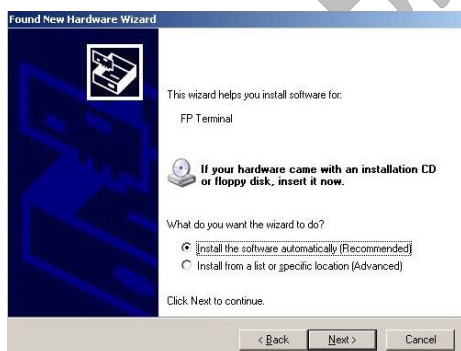 Found New Hardware Wizard
This wizard helps you install software for:
FP Terminal
If your hardware came with an installation CD
or floppy disk, insert it now.
What do you want the wizard to do?
Install the software automatically (Recommended)
Install from a list or specific location (Advanced)
Click Next to continue.
< Back Next > Cancel